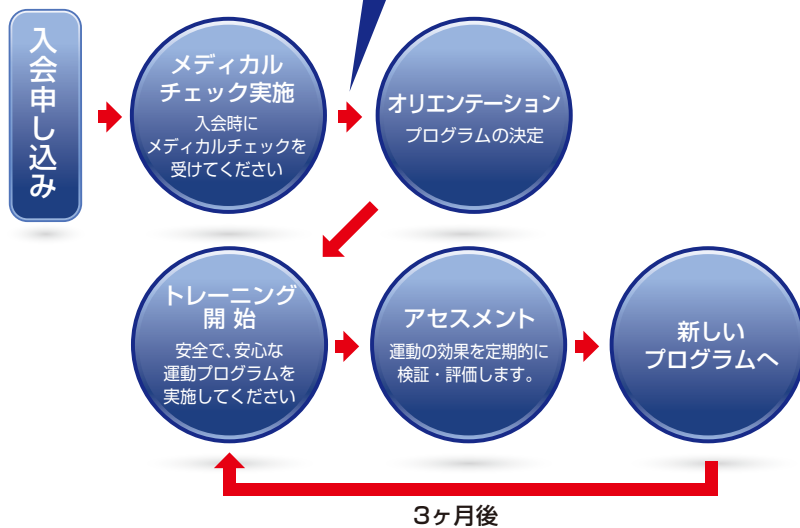 入会申し込み
メディカル
チェック実施
入会時に
メディカルチェックを
受けてください
オリエンテーション
プログラムの決定
トレーニング
開 始
安全で、安心な
運動プログラムを
実施してください
アセスメント
運動の効果を定期的に
検証・評価します。
新しい
プログラムへ
3ヶ月後